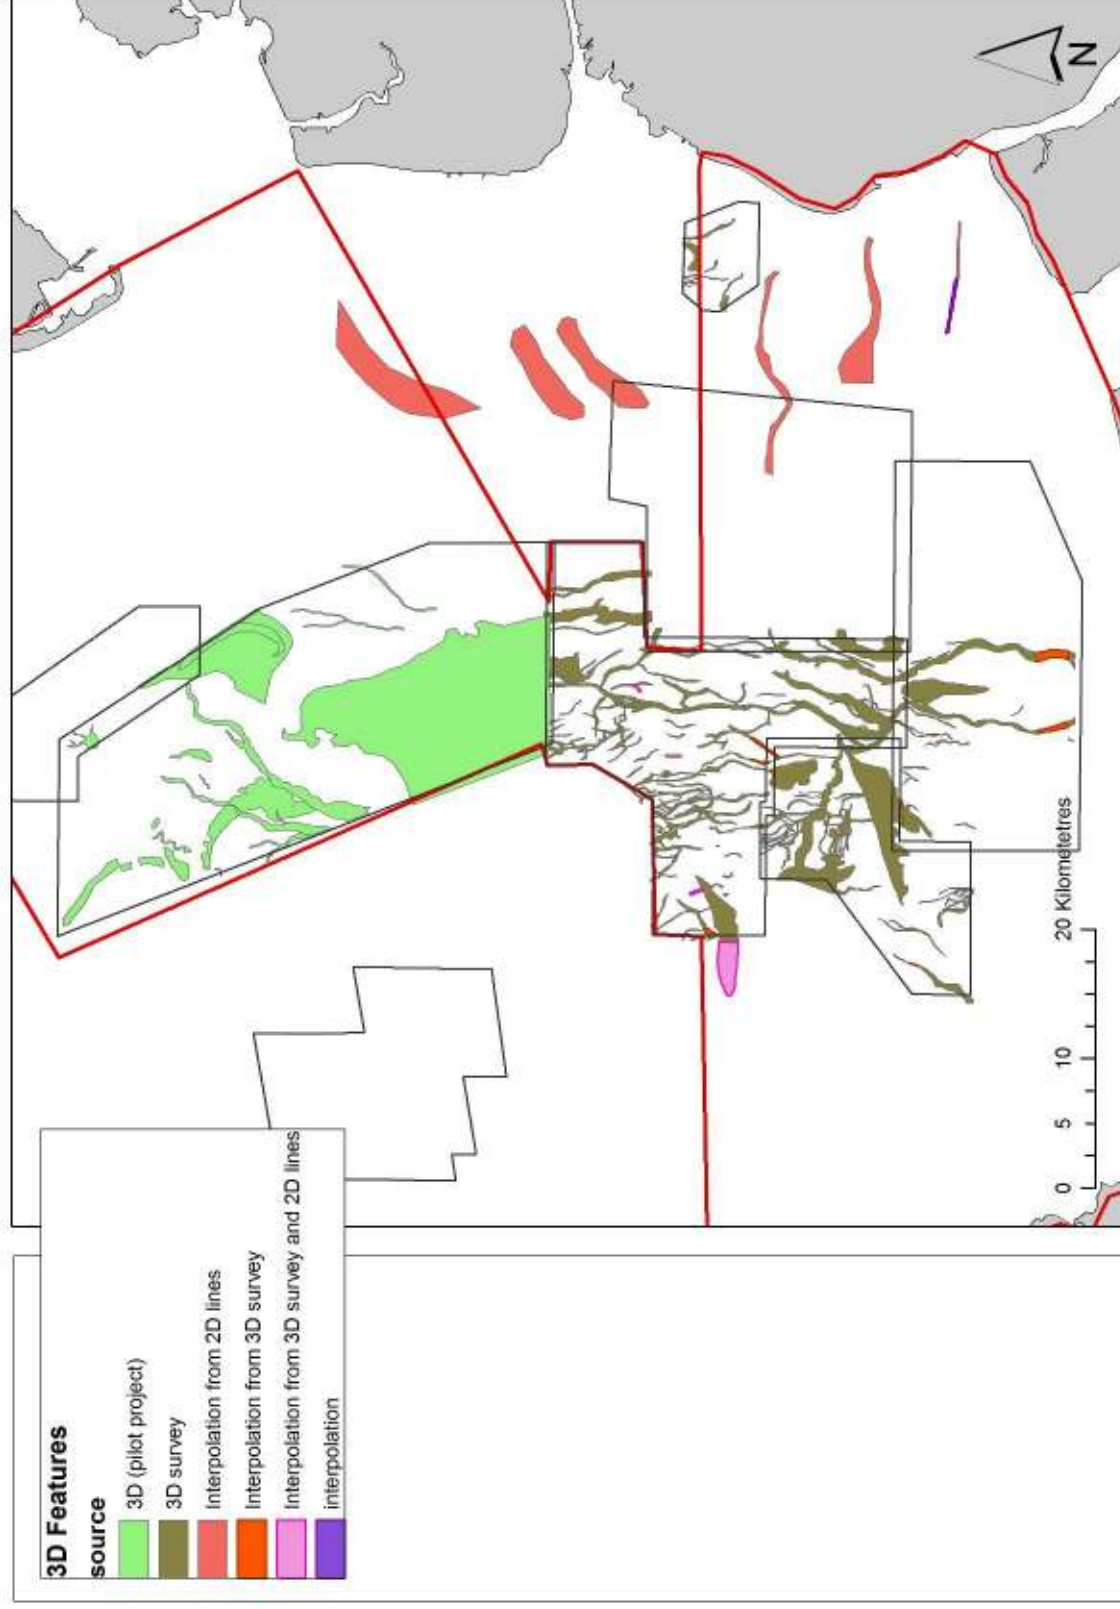 3D Features
source
3D (pilot project)
3D survey
Interpolation from 2D lines
Interpolation from 3D survey
Interpolation from 3D survey and 2D lines
interpolation
0 5 10 20 Kilometetres
N